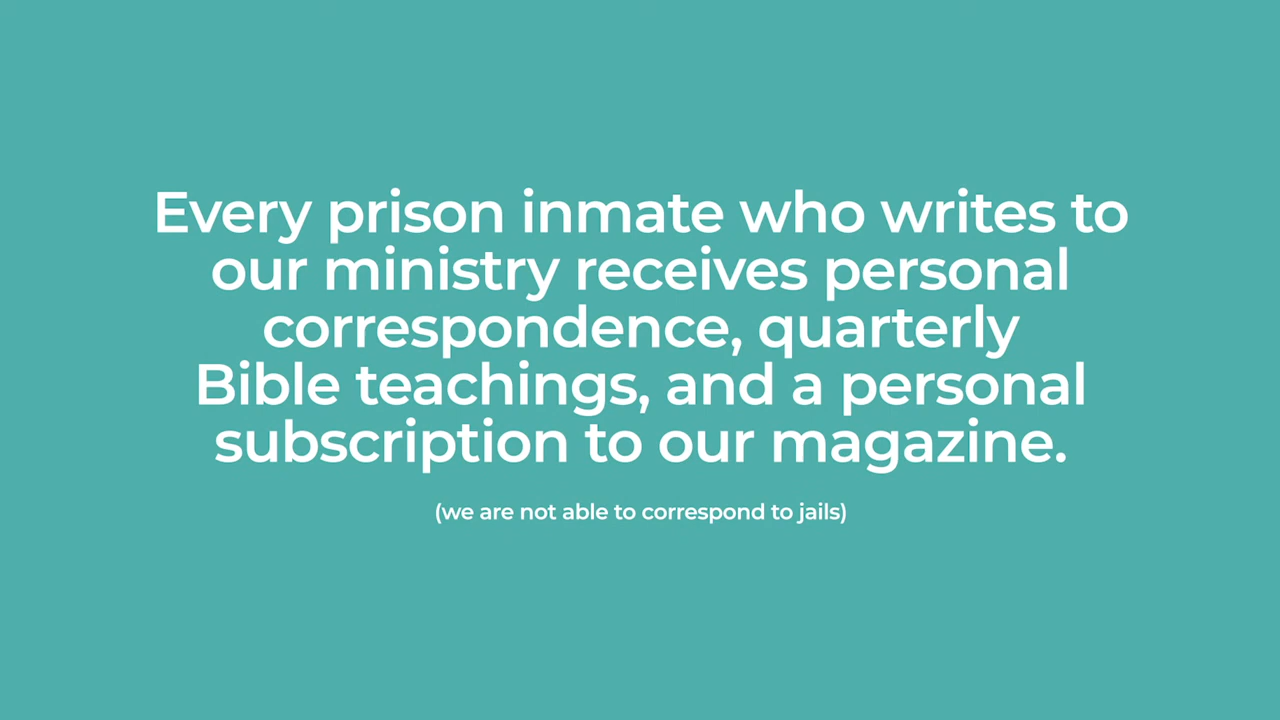 Every prison inmate who writes to
our ministry receives personal
correspondence, quarterly
Bible teachings, and a personal
subscription to our magazine.
(we are not able to correspond to jails)